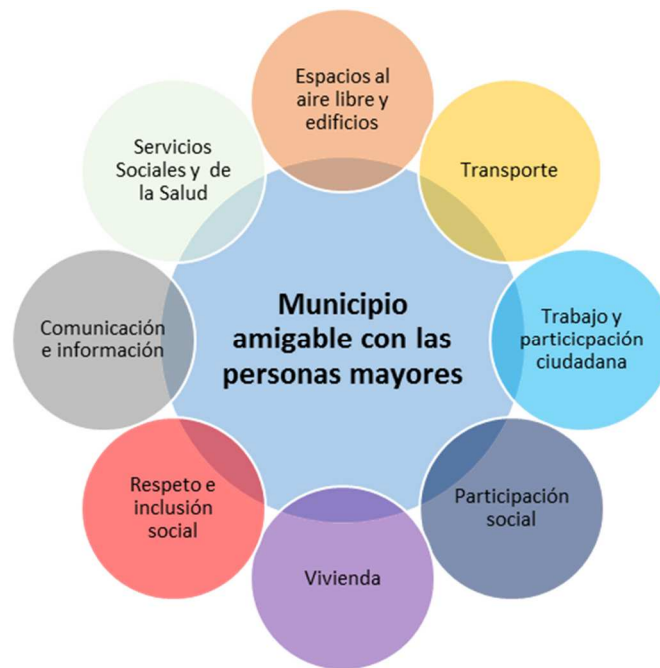 Espacios al
aire libre y
edificios
Transporte
Trabajo y
particpación
ciudadana
Participación
social
Vivienda
Respeto e
inclusión
social
Comunicación
e información
Servicios
Sociales y de
la Salud
Municipio
amigable con las
personas mayores